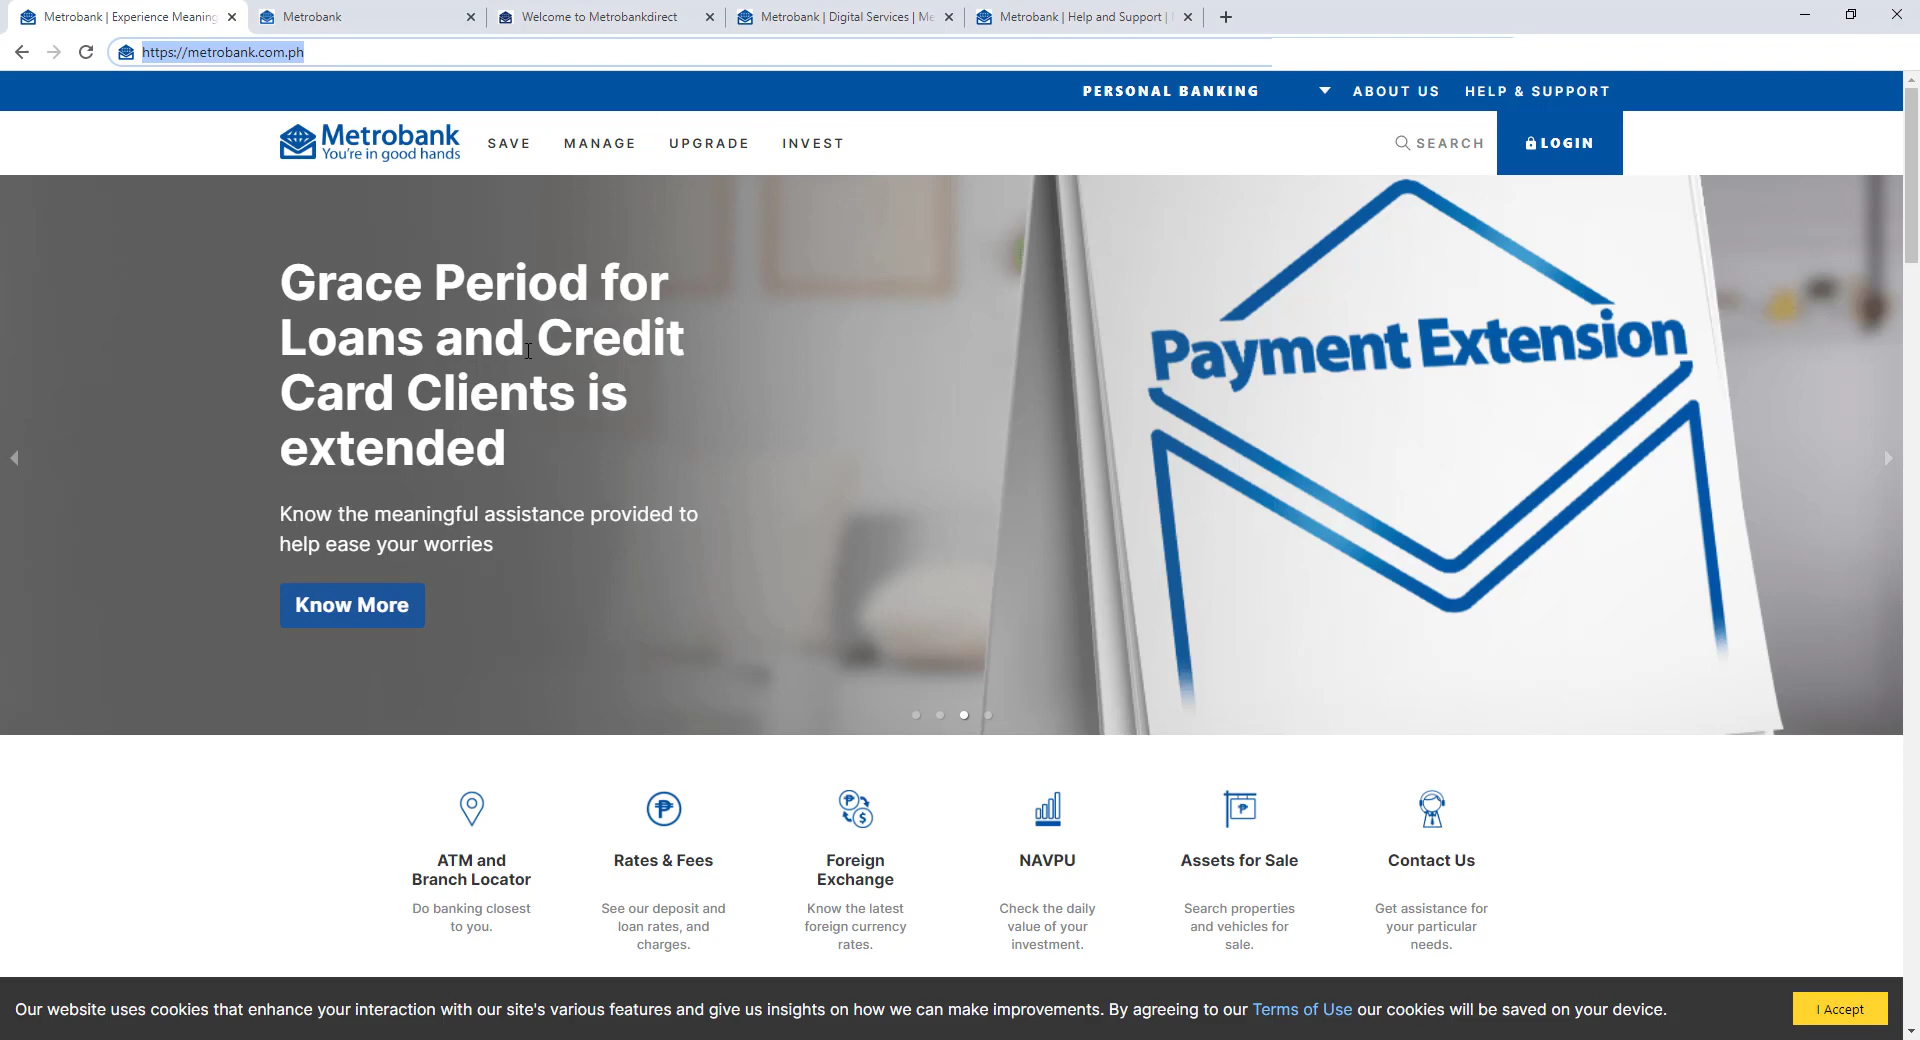 Metrobank | Experience Meaning
Metrobank
Welcome to Metrobankdirect
Metrobank | Digital Services | Me
Metrobank | Help and Support |
https://metrobank.com.ph
PERSONAL BANKING
ABOUT US
HELP & SUPPORT
Metrobank
You're in good hands
SAVE
MANAGE
UPGRADE
INVEST
SEARCH
LOGIN
Grace Period for
Loans and Credit
Card Clients is
extended
Know the meaningful assistance provided to
help ease your worries
Know More
Payment Extension
ATM and
Branch Locator
Do banking closest
to you.
Rates & Fees
See our deposit and
loan rates, and
charges.
Foreign
Exchange
Know the latest
foreign currency
rates.
NAVPU
Check the daily
value of your
investment.
Assets for Sale
Search properties
and vehicles for
sale.
Contact Us
Get assistance for
your particular
needs.
Our website uses cookies that enhance your interaction with our site's various features and give us insights on how we can make improvements. By agreeing to our Terms of Use our cookies will be saved on your device.
I Accept